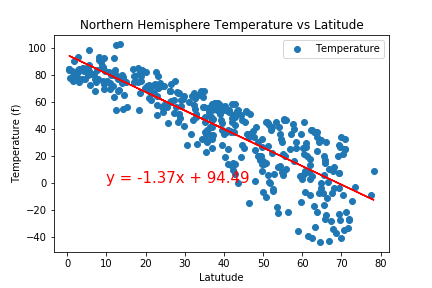 Northern Hemisphere Temperature vs Latitude
Temperature
Temperature (f)
100
80
60
40
20
0
−20
−40
y = -1.37x + 94.49
0 10 20 30 40 50 60 70 80
Latutude